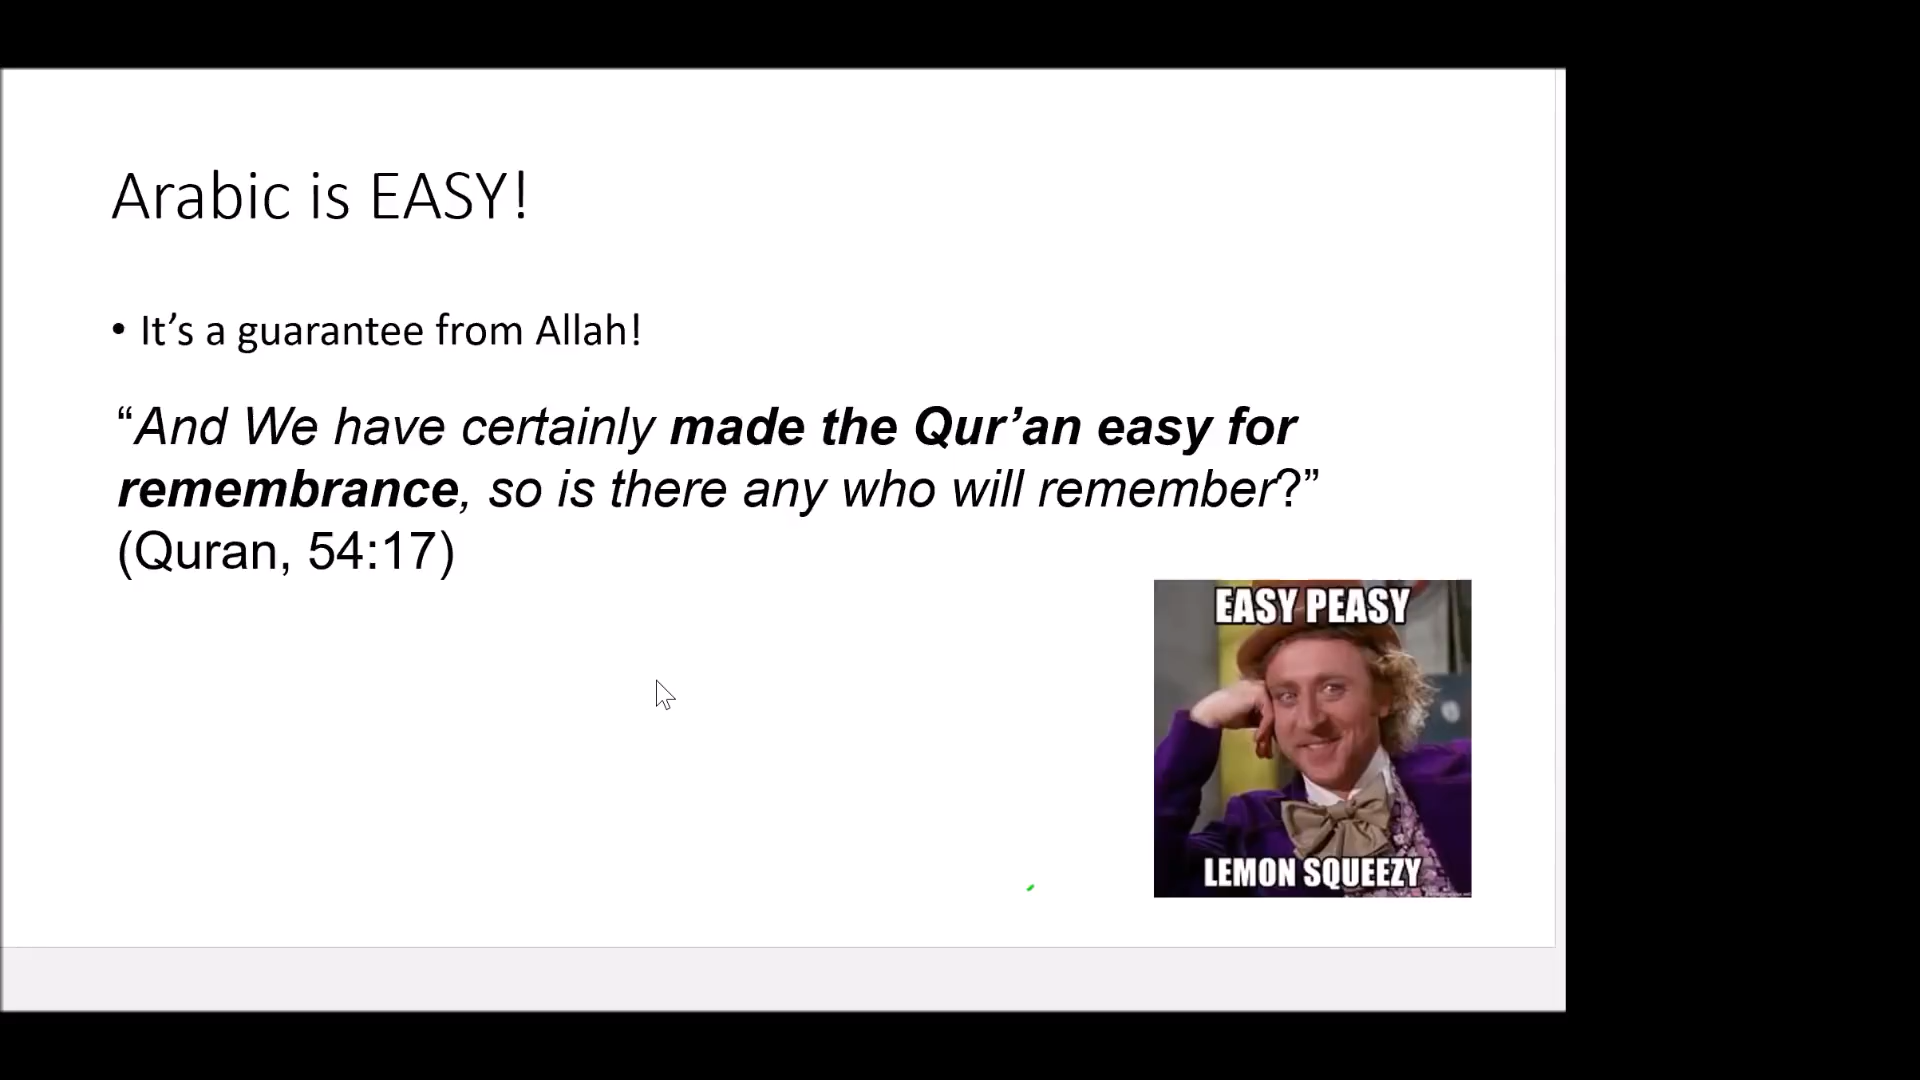 Arabic is EASY!
• It’s a guarantee from Allah!
“And We have certainly made the Qur’an easy for
remembrance, so is there any who will remember?”
(Quran, 54:17)
EASY PEASY
LEMON SQUEEZY